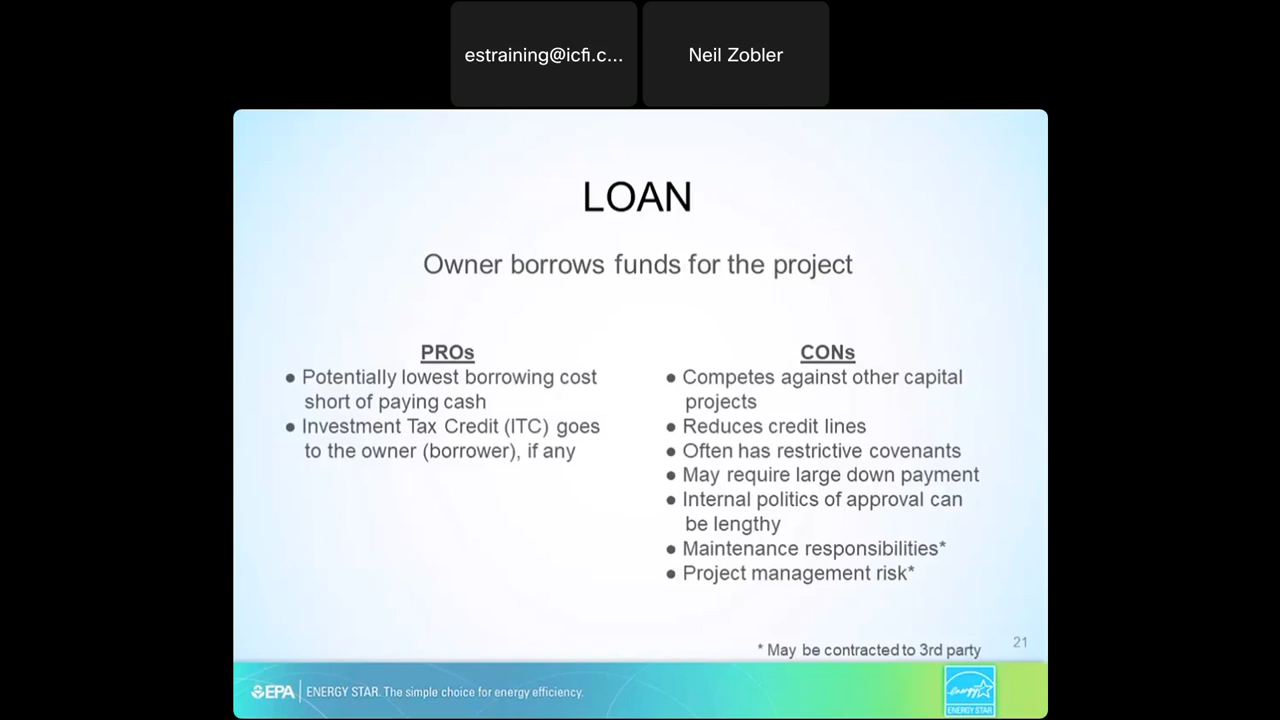 estraining@icfi.c...
Neil Zobler
LOAN
Owner borrows funds for the project
PROs
● Potentially lowest borrowing cost
short of paying cash
● Investment Tax Credit (ITC) goes
to the owner (borrower), if any
CONs
● Competes against other capital
projects
● Reduces credit lines
● Often has restrictive covenants
● May require large down payment
● Internal politics of approval can
be lengthy
● Maintenance responsibilities*
● Project management risk*
* May be contracted to 3rd party
21
EPA
ENERGY STAR. The simple choice for energy efficiency.
energy
ENERGY STAR